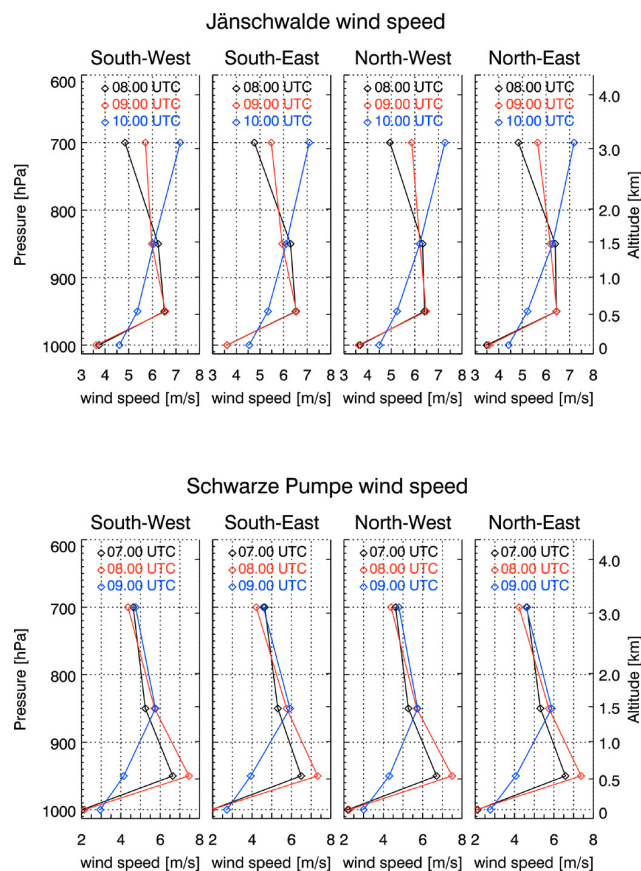 Jänschwalde wind speed
South-West South-East North-West North-East
600
700
800
900
1000
Pressure [hPa]
08.00 UTC 08.00 UTC 08.00 UTC 08.00 UTC
09.00 UTC 09.00 UTC 09.00 UTC 09.00 UTC
10.00 UTC 10.00 UTC 10.00 UTC 10.00 UTC
4.0
3.0
2.0
1.5
1.0
0.5
0
Altitude [km]
3 4 5 6 7 8 3 4 5 6 7 8 3 4 5 6 7 8 3 4 5 6 7 8
wind speed [m/s] wind speed [m/s] wind speed [m/s] wind speed [m/s]
Schwarze Pumpe wind speed
South-West South-East North-West North-East
600
700
800
900
1000
Pressure [hPa]
07.00 UTC 07.00 UTC 07.00 UTC 07.00 UTC
08.00 UTC 08.00 UTC 08.00 UTC 08.00 UTC
09.00 UTC 09.00 UTC 09.00 UTC 09.00 UTC
4.0
3.0
2.0
1.5
1.0
0.5
0
Altitude [km]
2 4 6 8 2 4 6 8 2 4 6 8 2 4 6 8
wind speed [m/s] wind speed [m/s] wind speed [m/s] wind speed [m/s]